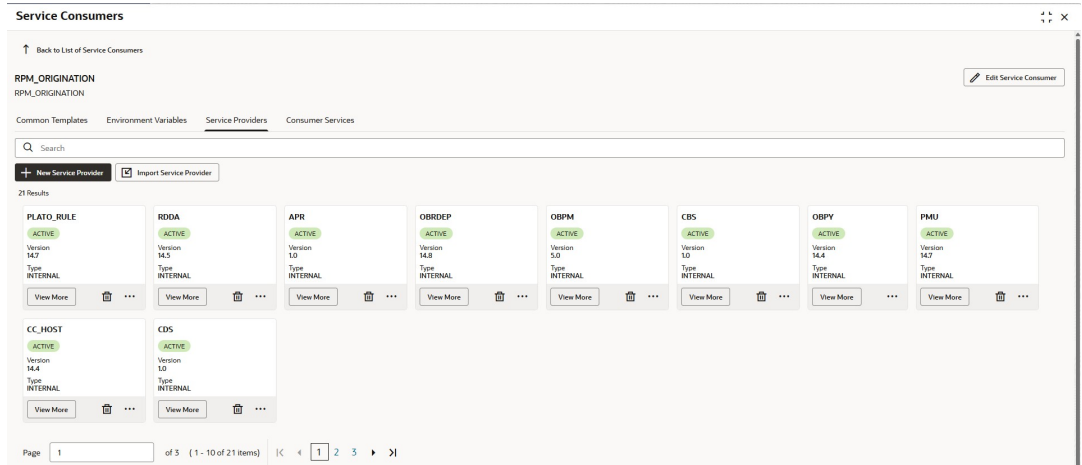 Service Consumers
Back to List of Service Consumers
RPM_ORIGINATION
RPM_ORIGINATION
Edit Service Consumer
Common Templates Environment Variables Service Providers Consumer Services
Search
New Service Provider Import Service Provider
21 Results
PLATO_RULE RDDA APR OBRDEP OBPM CBS OBPY PMU
ACTIVE ACTIVE ACTIVE ACTIVE ACTIVE ACTIVE ACTIVE ACTIVE
Version Version Version Version Version Version Version Version
14.7 14.5 1.0 14.8 5.0 1.0 14.4 14.7
Type Type Type Type Type Type Type Type
INTERNAL INTERNAL INTERNAL INTERNAL INTERNAL INTERNAL INTERNAL INTERNAL
View More View More View More View More View More View More View More View More
CC_HOST CDS
ACTIVE ACTIVE
Version Version
14.4 1.0
Type Type
INTERNAL INTERNAL
View More View More
Page 1 of 3 ( 1 - 10 of 21 items) 1 2 3